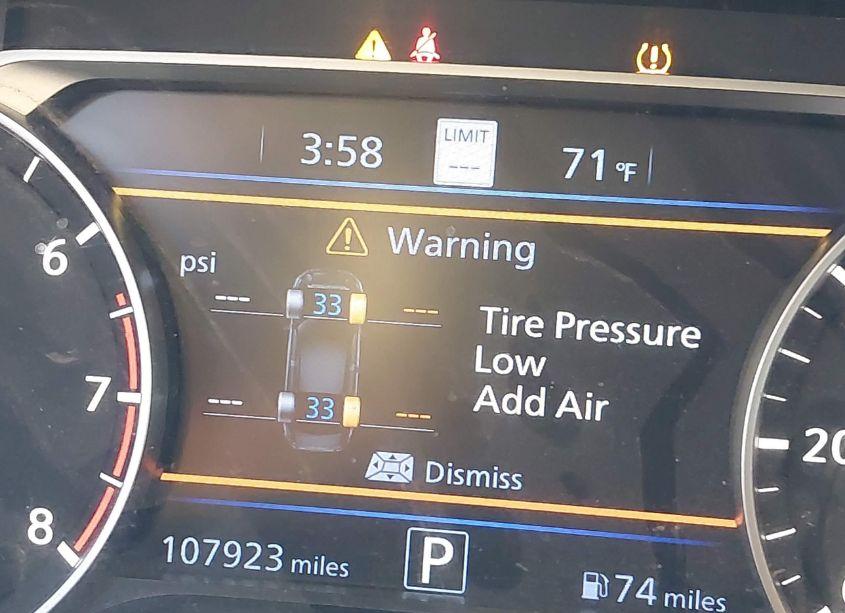 3:58 LIMIT 71 °F
---
Warning
psi
--- 33 ---
Tire Pressure
Low
Add Air
--- 33 ---
Dismiss
6
7
8
20
107923 miles P 74 miles